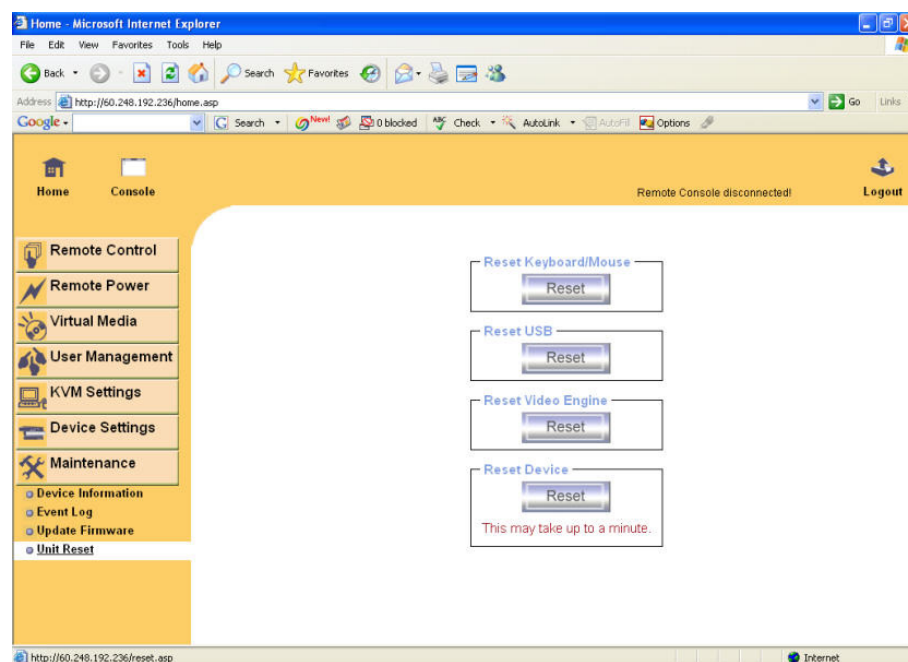 Home - Microsoft Internet Explorer
File Edit View Favorites Tools Help
Back Search Favorites
Address http://60.248.192.236/home.asp Go Links
Google Search New! 0 blocked ABC Check AutoLink AutoFill Options
Home Console Remote Console disconnected! Logout
Remote Control
Remote Power
Virtual Media
User Management
KVM Settings
Device Settings
Maintenance
Device Information
Event Log
Update Firmware
Unit Reset
Reset Keyboard/Mouse
Reset
Reset USB
Reset
Reset Video Engine
Reset
Reset Device
Reset
This may take up to a minute.
http://60.248.192.236/reset.asp Internet